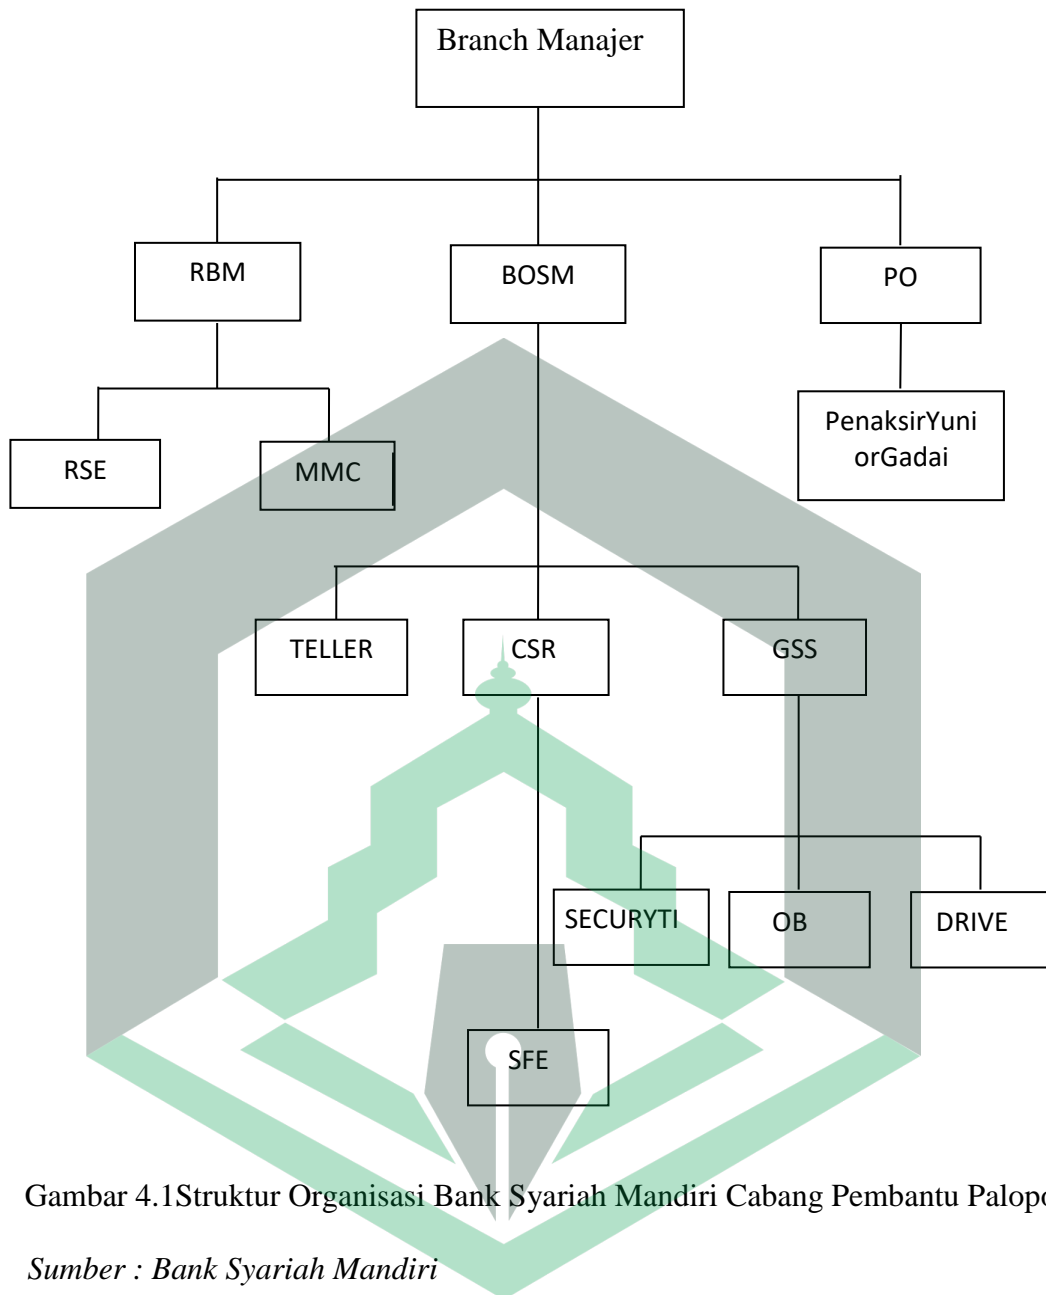 Branch Manajer
RBM
BOSM
PO
RSE
MMC
PenaksirYuni
orGadai
TELLER
CSR
GSS
SECURYTI
OB
DRIVE
SFE
Gambar 4.1Struktur Organisasi Bank Syariah Mandiri Cabang Pembantu Palopo
Sumber : Bank Syariah Mandiri